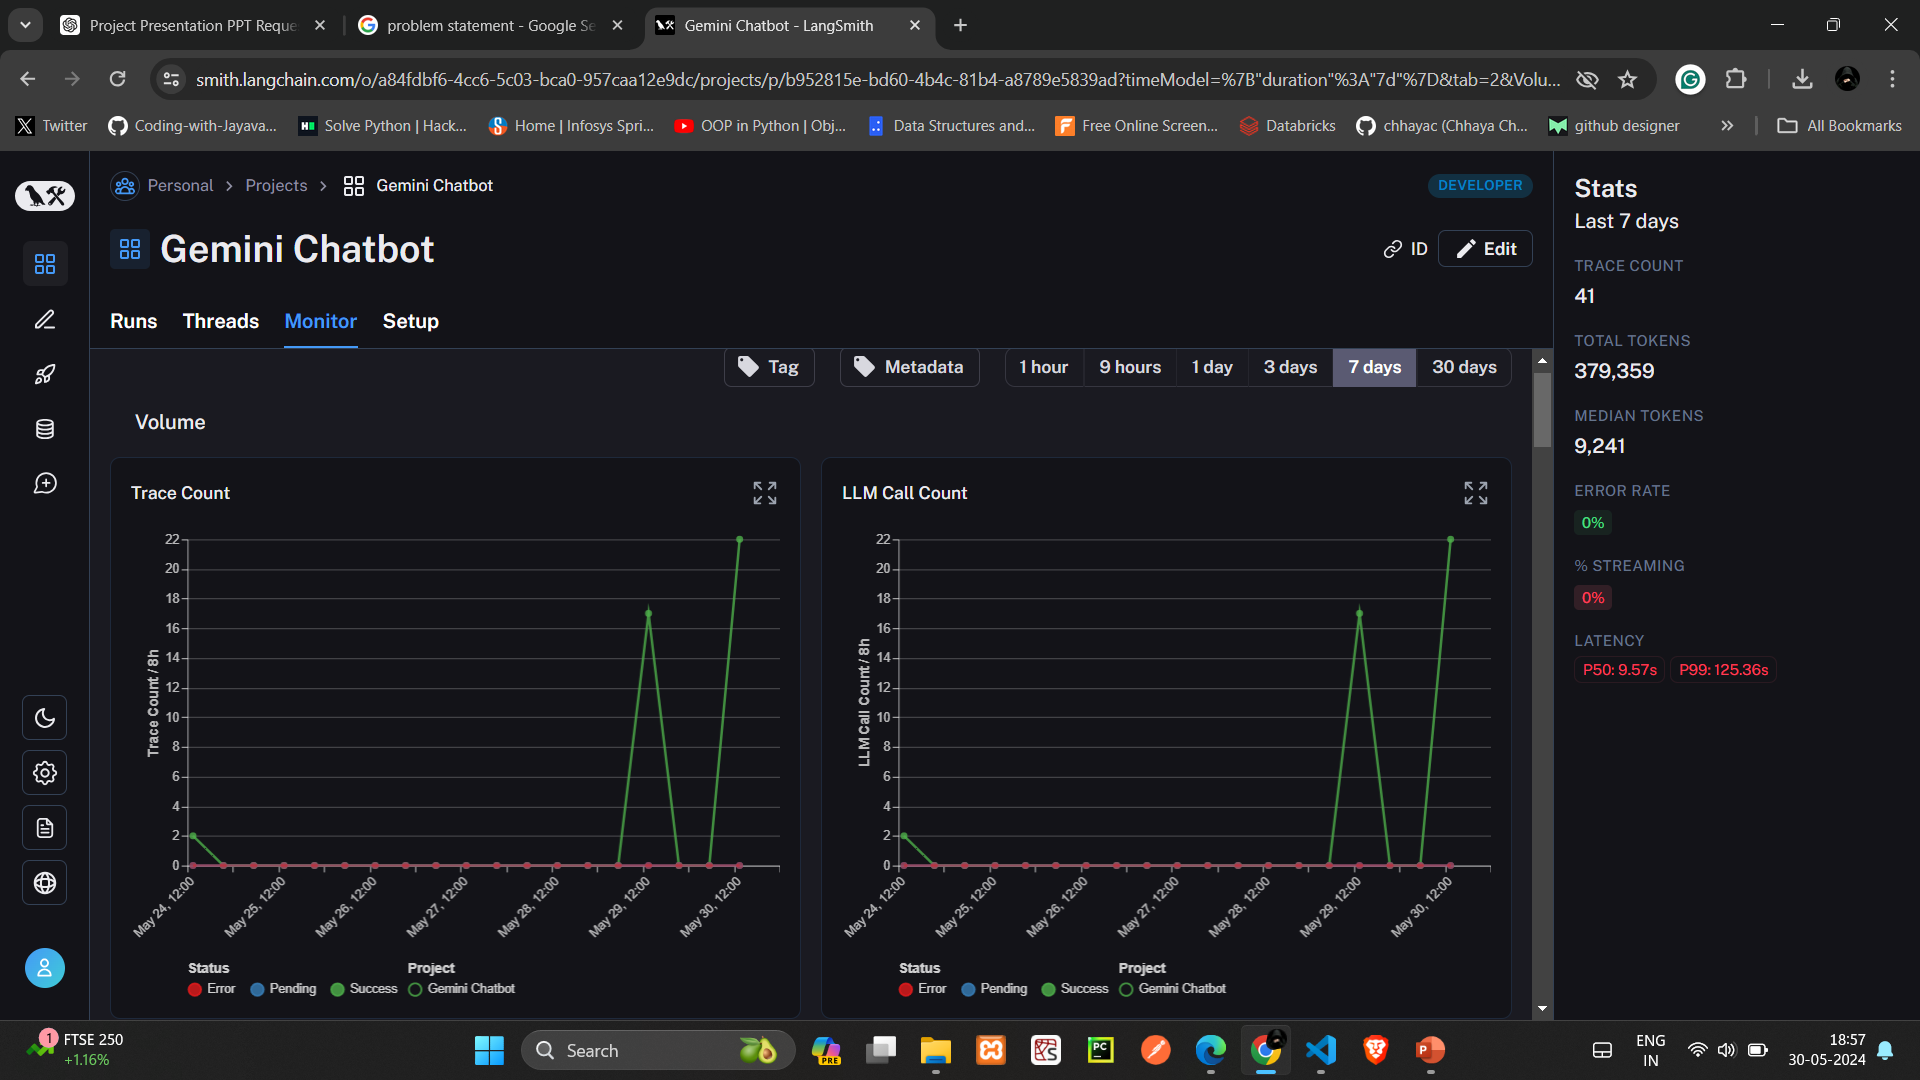 Project Presentation PPT Reque
problem statement - Google Se
Gemini Chatbot - LangSmith
smith.langchain.com/o/a84fdbf6-4cc6-5c03-bca0-957caa12e9dc/projects/p/b952815e-bd60-4b4c-81b4-a8789e5839ad?timeModel=%7B"duration"%3A"7d"%7D&tab=2&Volu...
Twitter
Coding-with-Jayava...
Solve Python | Hack...
Home | Infosys Spri...
OOP in Python | Obj...
Data Structures and...
Free Online Screen...
Databricks
chhayac (Chhaya Ch...
github designer
All Bookmarks
Personal > Projects > Gemini Chatbot
DEVELOPER
Gemini Chatbot
ID
Edit
Runs Threads Monitor Setup
Tag
Metadata
1 hour 9 hours 1 day 3 days 7 days 30 days
Volume
Trace Count
22
20
18
16
14
12
10
8
6
4
2
0
Trace Count / 8h
May 24, 12:00
May 25, 12:00
May 26, 12:00
May 27, 12:00
May 28, 12:00
May 29, 12:00
May 30, 12:00
Status Project
Error Pending Success Gemini Chatbot
LLM Call Count
22
20
18
16
14
12
10
8
6
4
2
0
LLM Call Count / 8h
May 24, 12:00
May 25, 12:00
May 26, 12:00
May 27, 12:00
May 28, 12:00
May 29, 12:00
May 30, 12:00
Status Project
Error Pending Success Gemini Chatbot
Stats
Last 7 days
TRACE COUNT
41
TOTAL TOKENS
379,359
MEDIAN TOKENS
9,241
ERROR RATE
0%
% STREAMING
0%
LATENCY
P50: 9.57s P99: 125.36s
1
FTSE 250
+1.16%
Search
PRE
PC
ENG
IN
18:57
30-05-2024